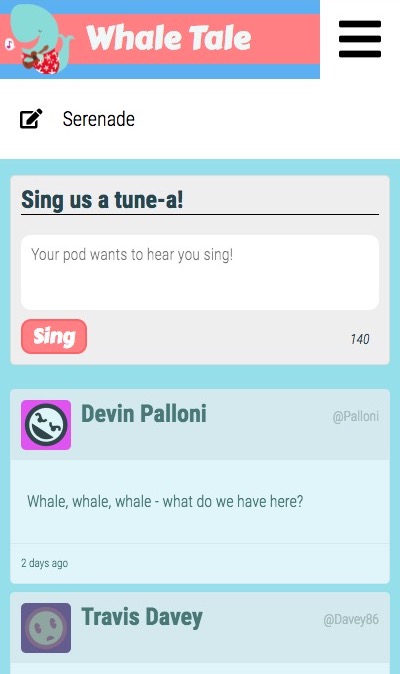 Whale Tale
Serenade
Sing us a tune-a!
Your pod wants to hear you sing!
Sing
140
Devin Palloni
@Palloni
Whale, whale, whale - what do we have here?
2 days ago
Travis Davey
@Davey86